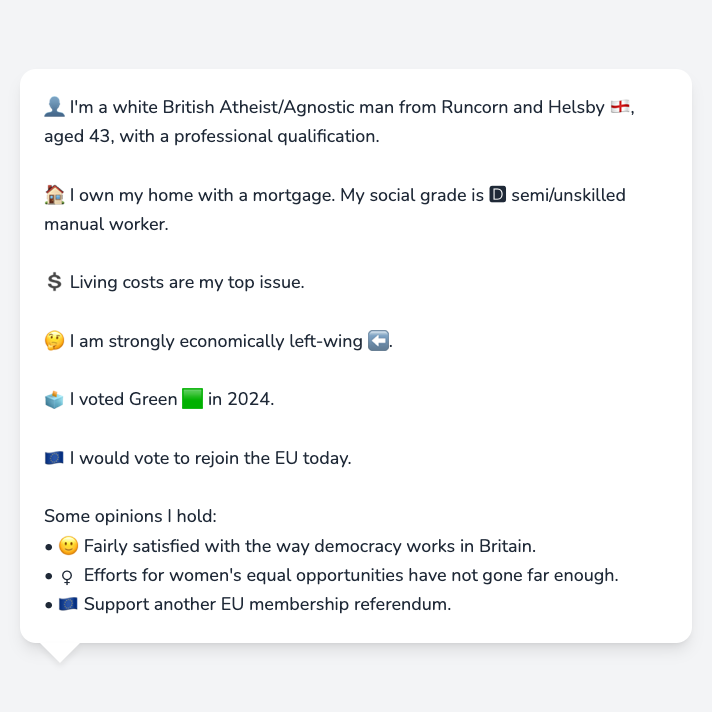 👤 I'm a white British Atheist/Agnostic man from Runcorn and Helsby 🏴󠁧󠁢󠁥󠁮󠁧󠁿,
aged 43, with a professional qualification.
🏠 I own my home with a mortgage. My social grade is 🅳 semi/unskilled
manual worker.
💲 Living costs are my top issue.
🤔 I am strongly economically left-wing ⬅️.
🗳️ I voted Green 🟩 in 2024.
🇪🇺 I would vote to rejoin the EU today.
Some opinions I hold:
• 🙂 Fairly satisfied with the way democracy works in Britain.
• ♀ Efforts for women's equal opportunities have not gone far enough.
• 🇪🇺 Support another EU membership referendum.